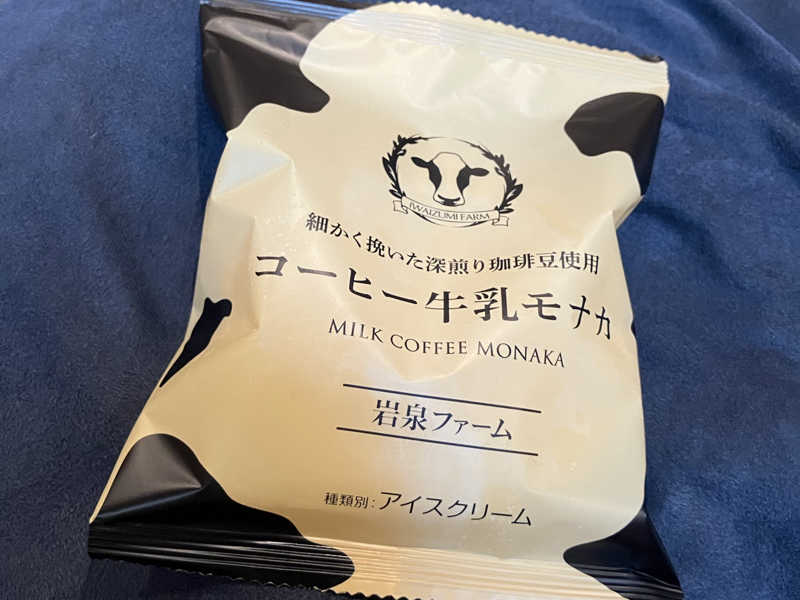 IWAIZUMI FARM
細かく挽いた深煎り珈琲豆使用
コーヒー牛乳モナカ
MILK COFFEE MONAKA
岩泉ファーム
種類別：アイスクリーム